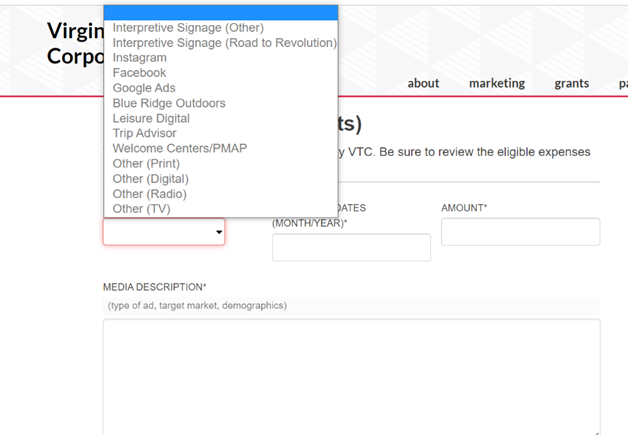 Virgin
Corpo
about marketing grants pa
Interpretive Signage (Other)
Interpretive Signage (Road to Revolution)
Instagram
Facebook
Google Ads
Blue Ridge Outdoors
Leisure Digital
Trip Advisor
Welcome Centers/PMAP
Other (Print)
Other (Digital)
Other (Radio)
Other (TV)
ts)
y VTC. Be sure to review the eligible expenses
DATES
(MONTH/YEAR)*
AMOUNT*
MEDIA DESCRIPTION*
(type of ad, target market, demographics)